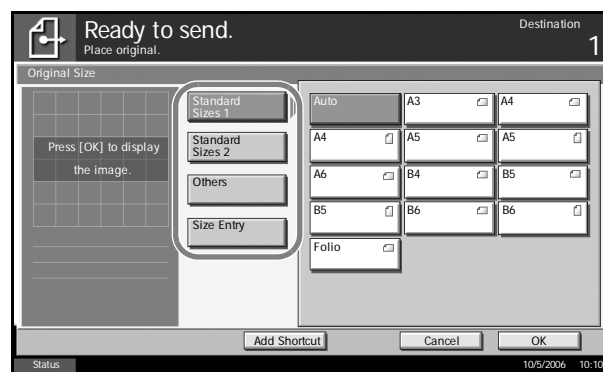 Ready to send.
Destination
Place original.
1
Original Size
Press [OK] to display
the image.
Standard
Sizes 1
Standard
Sizes 2
Others
Size Entry
Auto
A3
A4
A4
A5
A5
A6
B4
B5
B5
B6
B6
Folio
Add Shortcut
Cancel
OK
Status
10/5/2006 10:10